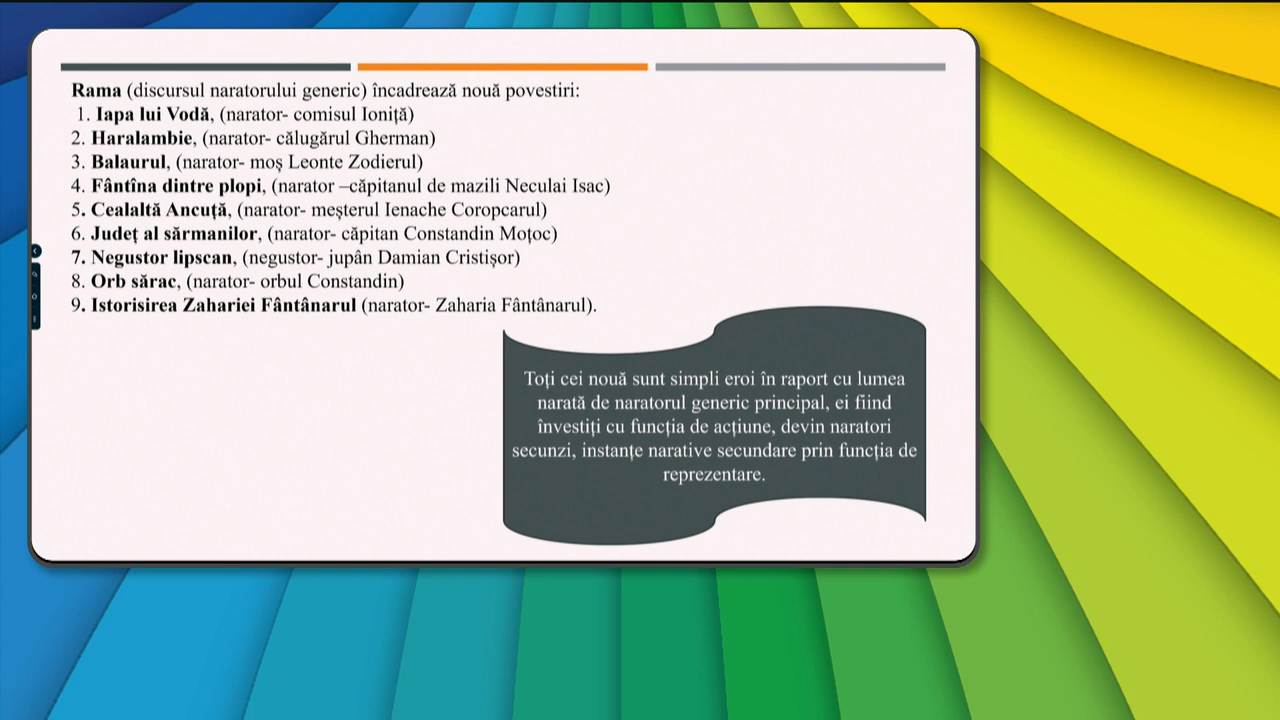 Rama (discursul naratorului generic) încadrează nouă povestiri:
1. Iapa lui Vodă, (narator- comisul Ioniță)
2. Haralambie, (narator- călugărul Gherman)
3. Balaurul, (narator- moș Leonte Zodierul)
4. Fântîna dintre plopi, (narator –căpitanul de mazili Neculai Isac)
5. Cealaltă Ancuță, (narator- meșterul Ienache Coropcarul)
6. Județ al sărmanilor, (narator- căpitan Constandin Moțoc)
7. Negustor lipscan, (negustor- jupân Damian Cristișor)
8. Orb sărac, (narator- orbul Constandin)
9. Istorisirea Zahariei Fântânarul (narator- Zaharia Fântânarul).
Toți cei nouă sunt simpli eroi în raport cu lumea
narată de naratorul generic principal, ei fiind
învestiți cu funcția de acțiune, devin naratori
secunzi, instanțe narative secundare prin funcția de
reprezentare.